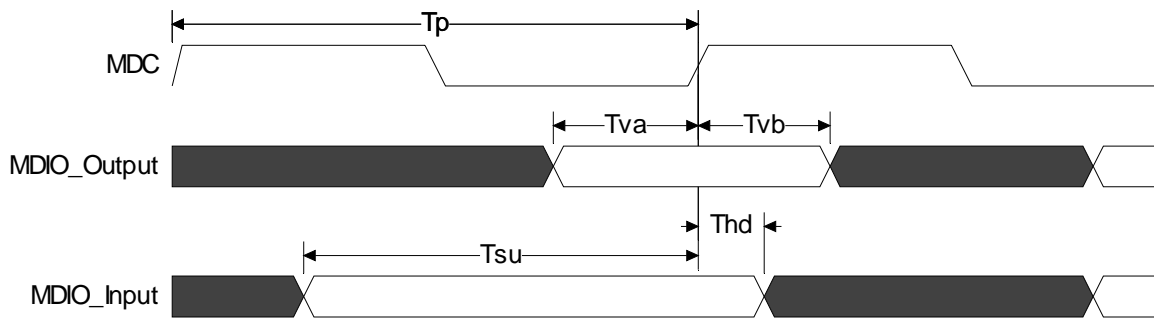 Tp
MDC
Tva
Tvb
MDIO_Output
Thd
Tsu
MDIO_Input